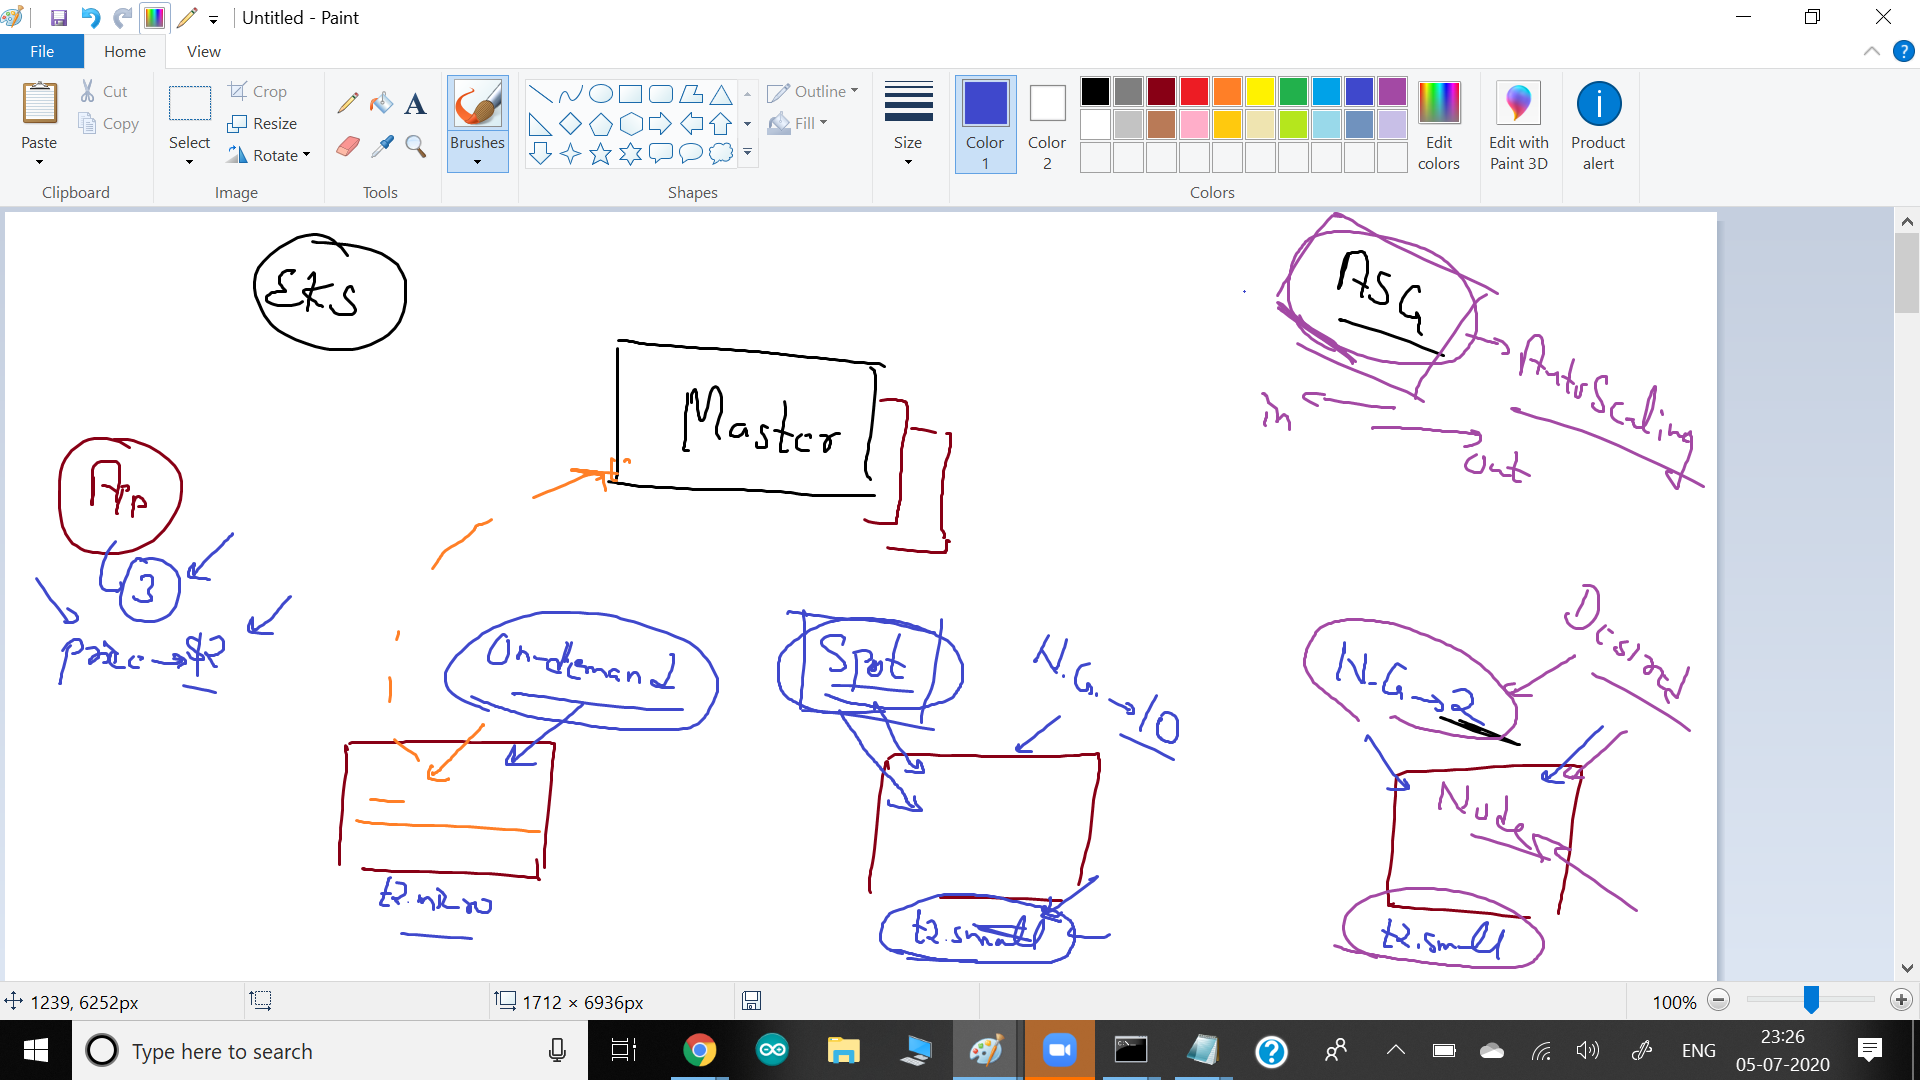 Untitled - Paint
File
Home
View
Paste
Cut
Copy
Clipboard
Select
Crop
Resize
Rotate
Image
Tools
Brushes
Shapes
Outline
Fill
Size
Color 1
Color 2
Edit colors
Colors
Edit with Paint 3D
Product alert
EKS
Master
ASG
AutoScaling
in
out
App
3
price → $2
On-demand
Spot
N.G. → 10
N.G → 2
Desired
Node
t2.micro
t2.small
t2.small
1239, 6252px
1712 × 6936px
100%
Type here to search
ENG
23:26
05-07-2020